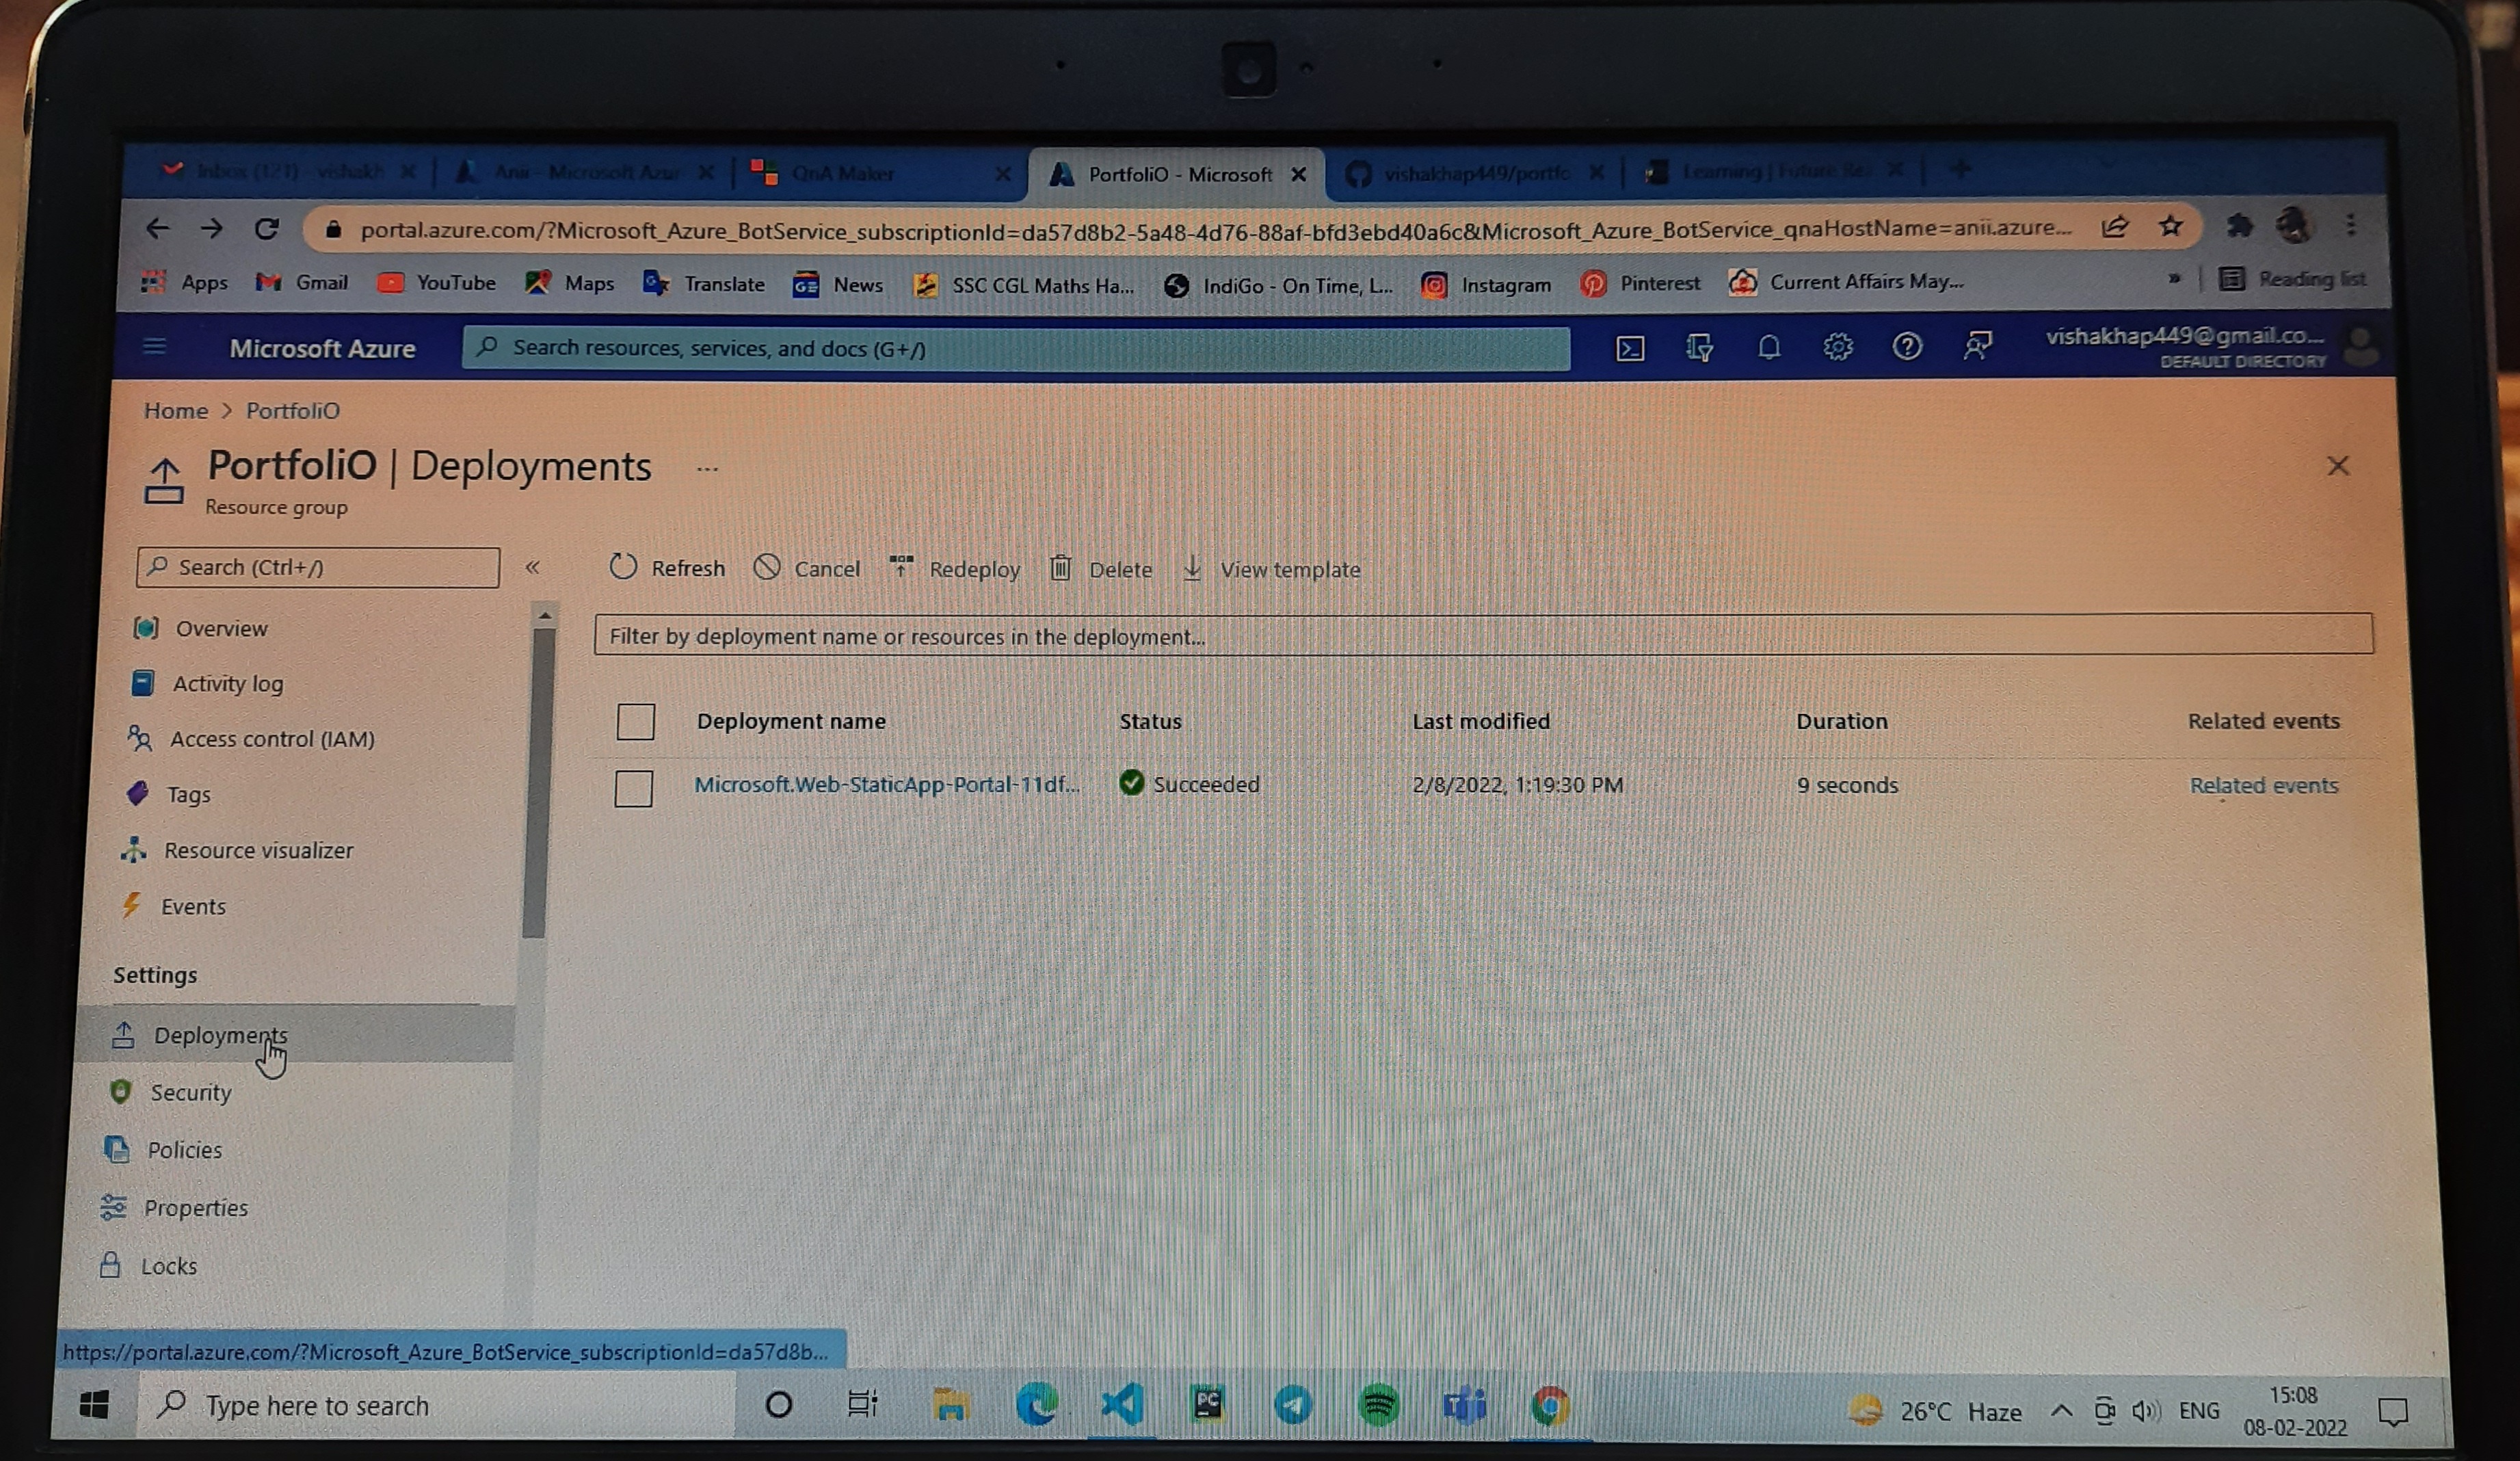 Inbox (121) - vishakh
Anii - Microsoft Azur
QnA Maker
PortfoliO - Microsoft
vishakhap449/portfo
Learning | Future Re
portal.azure.com/?Microsoft_Azure_BotService_subscriptionId=da57d8b2-5a48-4d76-88af-bfd3ebd40a6c&Microsoft_Azure_BotService_qnaHostName=anii.azure...
Apps Gmail YouTube Maps Translate News SSC CGL Maths Ha... IndiGo - On Time, L... Instagram Pinterest Current Affairs May... » Reading list
Microsoft Azure
Search resources, services, and docs (G+/)
vishakhap449@gmail.co...
DEFAULT DIRECTORY
Home > PortfoliO
PortfoliO | Deployments ...
Resource group
Search (Ctrl+/) «
Refresh Cancel Redeploy Delete View template
Filter by deployment name or resources in the deployment...
Overview
Activity log
Access control (IAM)
Tags
Resource visualizer
Events
Settings
Deployments
Security
Policies
Properties
Locks
Deployment name Status Last modified Duration Related events
Microsoft.Web-StaticApp-Portal-11df... Succeeded 2/8/2022, 1:19:30 PM 9 seconds Related events
https://portal.azure.com/?Microsoft_Azure_BotService_subscriptionId=da57d8b...
Type here to search
PC
26°C Haze
ENG
15:08
08-02-2022